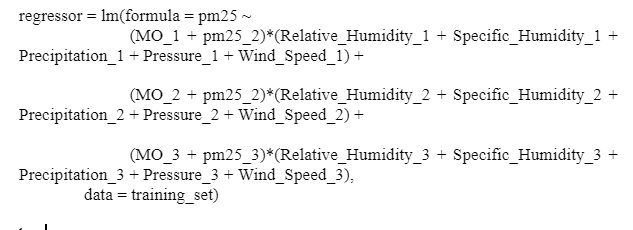 regressor = lm(formula = pm25 ~
(MO_1 + pm25_2)*(Relative_Humidity_1 + Specific_Humidity_1 +
Precipitation_1 + Pressure_1 + Wind_Speed_1) +
(MO_2 + pm25_2)*(Relative_Humidity_2 + Specific_Humidity_2 +
Precipitation_2 + Pressure_2 + Wind_Speed_2) +
(MO_3 + pm25_3)*(Relative_Humidity_3 + Specific_Humidity_3 +
Precipitation_3 + Pressure_3 + Wind_Speed_3),
data = training_set)